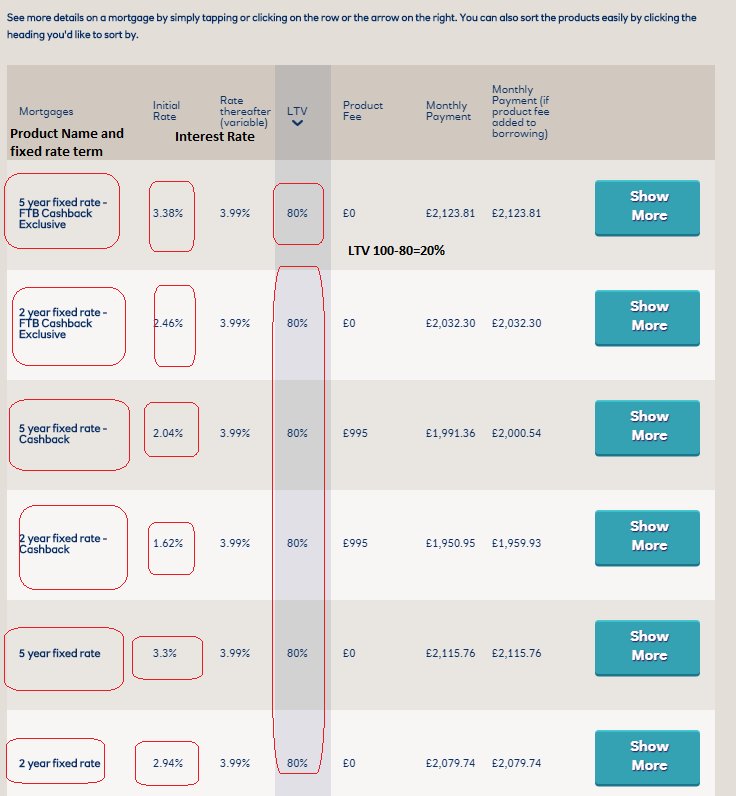 See more details on a mortgage by simply tapping or clicking on the row or the arrow on the right. You can also sort the products easily by clicking the
heading you'd like to sort by.
Mortgages
Initial
Rate
Rate
thereafter
(variable)
LTV
Product
Fee
Monthly
Payment
Monthly
Payment (if
product fee
added to
borrowing)
Product Name and
fixed rate term
Interest Rate
5 year fixed rate -
FTB Cashback
Exclusive
3.38%
3.99%
80%
£0
£2,123.81
£2,123.81
Show
More
LTV 100-80=20%
2 year fixed rate -
FTB Cashback
Exclusive
2.46%
3.99%
80%
£0
£2,032.30
£2,032.30
Show
More
5 year fixed rate -
Cashback
2.04%
3.99%
80%
£995
£1,991.36
£2,000.54
Show
More
2 year fixed rate -
Cashback
1.62%
3.99%
80%
£995
£1,950.95
£1,959.93
Show
More
5 year fixed rate
3.3%
3.99%
80%
£0
£2,115.76
£2,115.76
Show
More
2 year fixed rate
2.94%
3.99%
80%
£0
£2,079.74
£2,079.74
Show
More